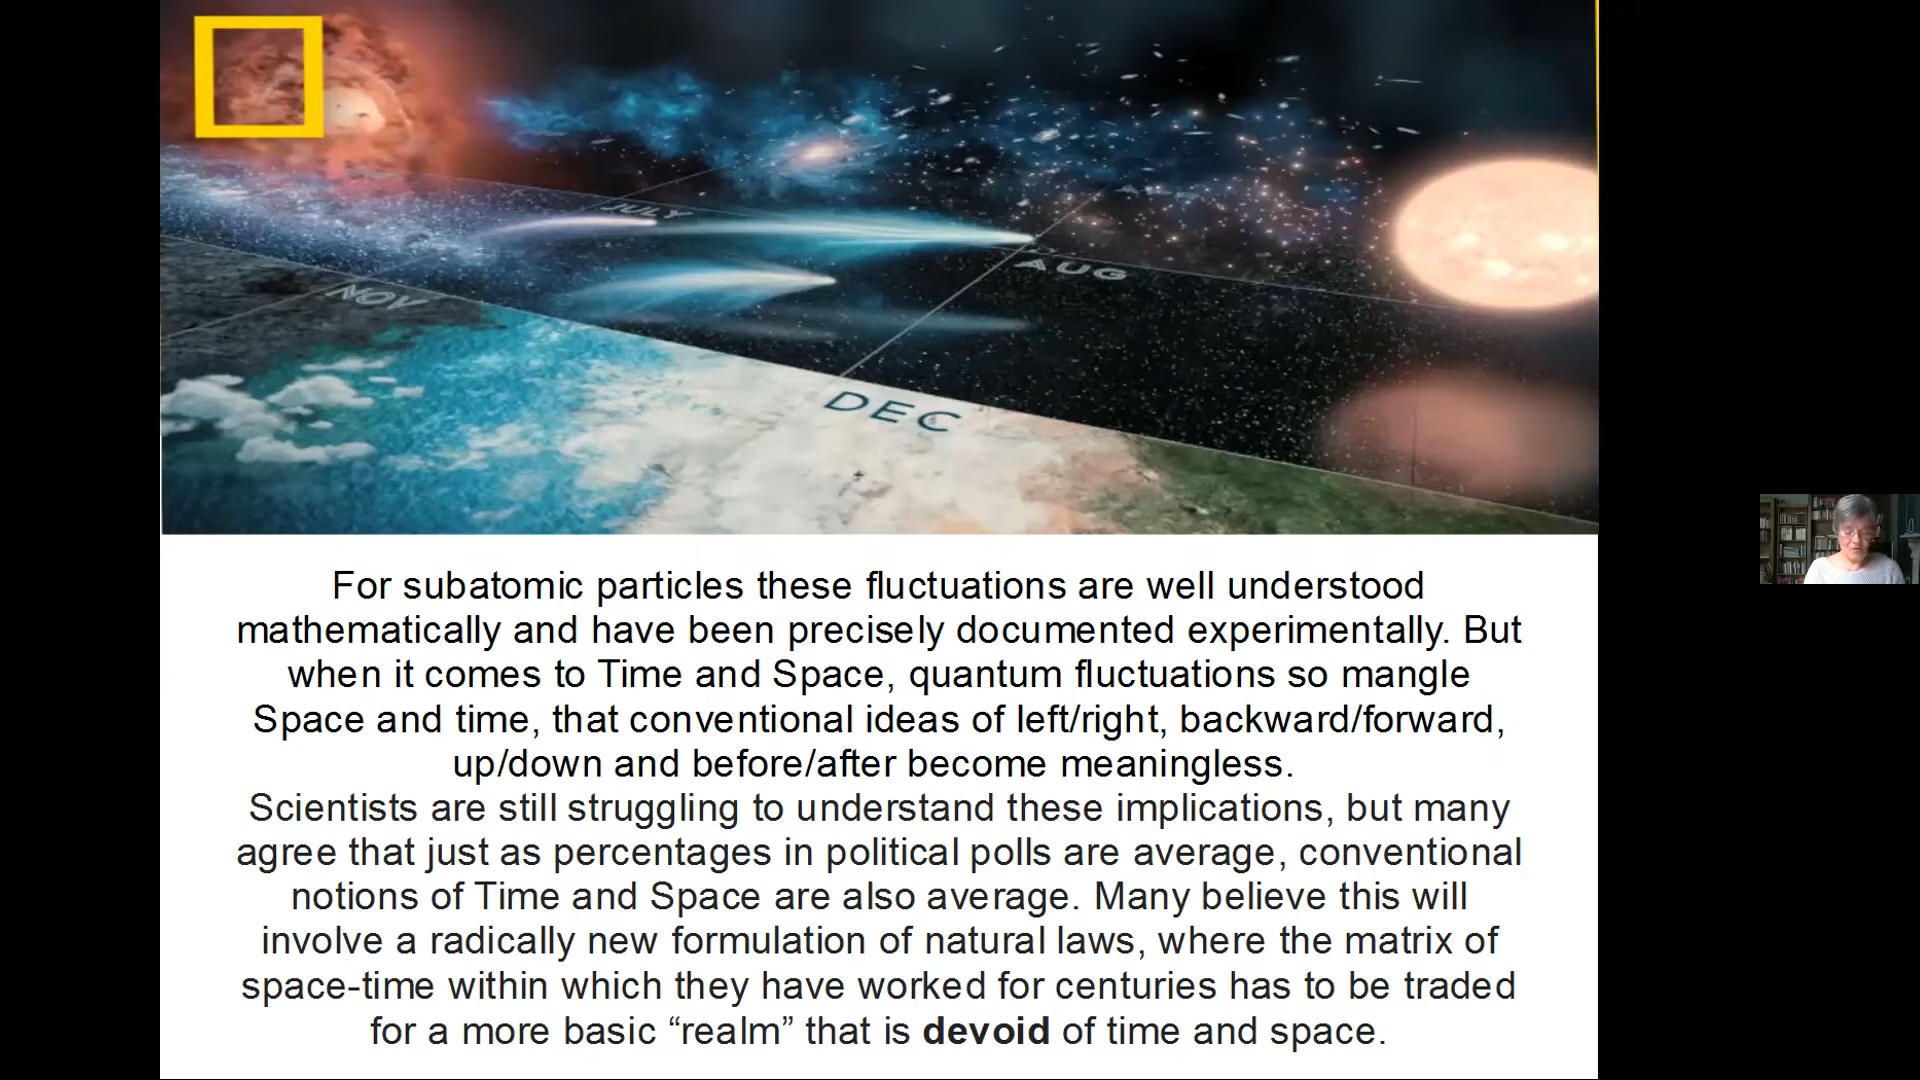 JULY
AUG
NOV
DEC
For subatomic particles these fluctuations are well understood
mathematically and have been precisely documented experimentally. But
when it comes to Time and Space, quantum fluctuations so mangle
Space and time, that conventional ideas of left/right, backward/forward,
up/down and before/after become meaningless.
Scientists are still struggling to understand these implications, but many
agree that just as percentages in political polls are average, conventional
notions of Time and Space are also average. Many believe this will
involve a radically new formulation of natural laws, where the matrix of
space-time within which they have worked for centuries has to be traded
for a more basic “realm” that is devoid of time and space.